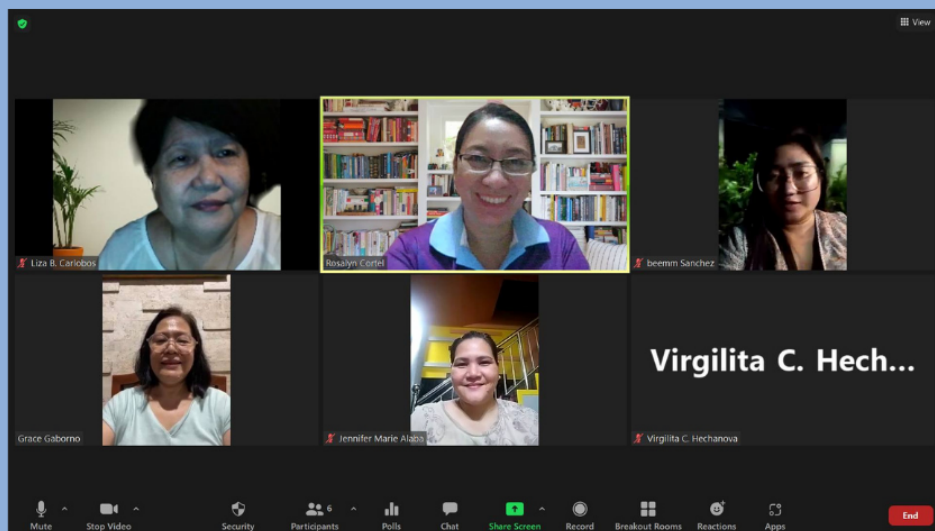 View
Liza B. Carlobos
Rosalyn Cortel
beemm Sanchez
Virgilita C. Hech...
Grace Gaborno
Jennifer Marie Alaba
Virgilita C. Hechanova
Mute
Stop Video
Security
6
Participants
Polls
Chat
Share Screen
Record
Breakout Rooms
Reactions
Apps
End